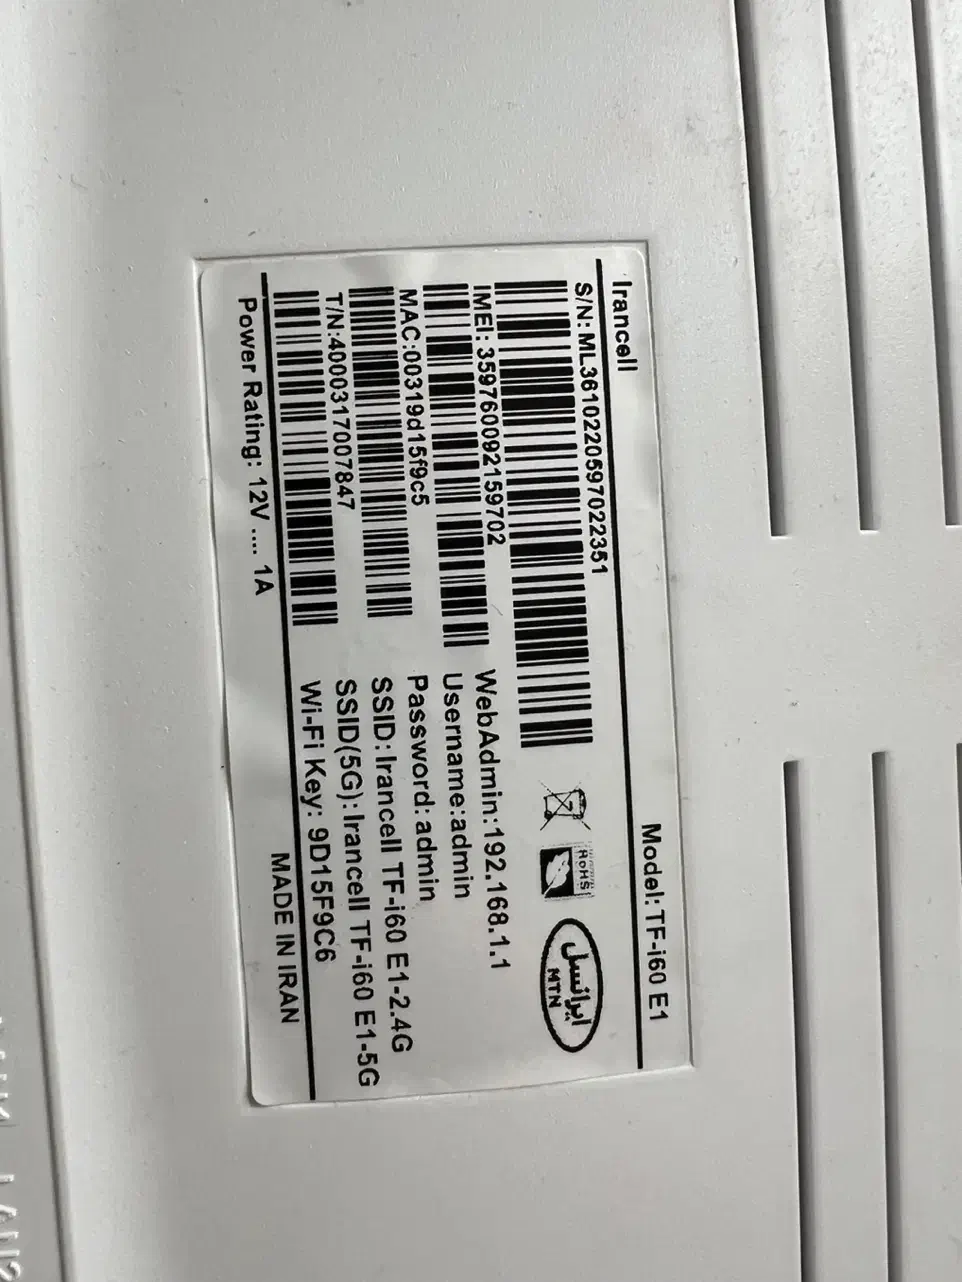 Irancell
Model: TF-i60 E1
S/N: ML3610220597022351
IMEI: 359760092159702
MAC:00319d15f9c5
T/N:4000317007847
RoHS
ایرانسل
MTN
WebAdmin:192.168.1.1
Username:admin
Password: admin
SSID: Irancell TF-i60 E1-2.4G
SSID(5G): Irancell TF-i60 E1-5G
Wi-Fi Key: 9D15F9C6
Power Rating: 12V .... 1A
MADE IN IRAN
LAN2